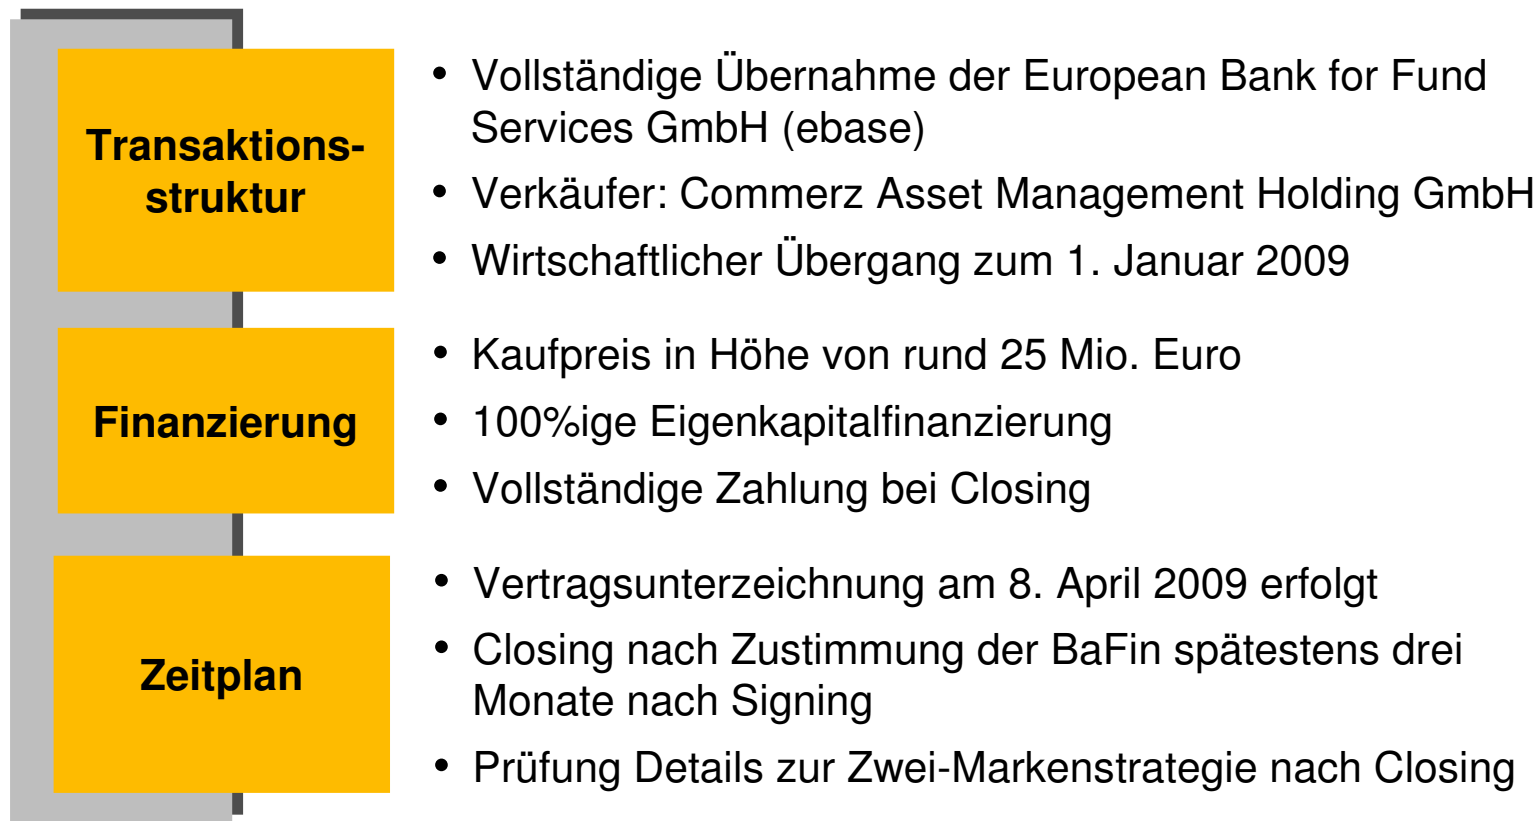 Transaktions-
struktur
• Vollständige Übernahme der European Bank for Fund
Services GmbH (ebase)
• Verkäufer: Commerz Asset Management Holding GmbH
• Wirtschaftlicher Übergang zum 1. Januar 2009
Finanzierung
• Kaufpreis in Höhe von rund 25 Mio. Euro
• 100%ige Eigenkapitalfinanzierung
• Vollständige Zahlung bei Closing
Zeitplan
• Vertragsunterzeichnung am 8. April 2009 erfolgt
• Closing nach Zustimmung der BaFin spätestens drei
Monate nach Signing
• Prüfung Details zur Zwei-Markenstrategie nach Closing